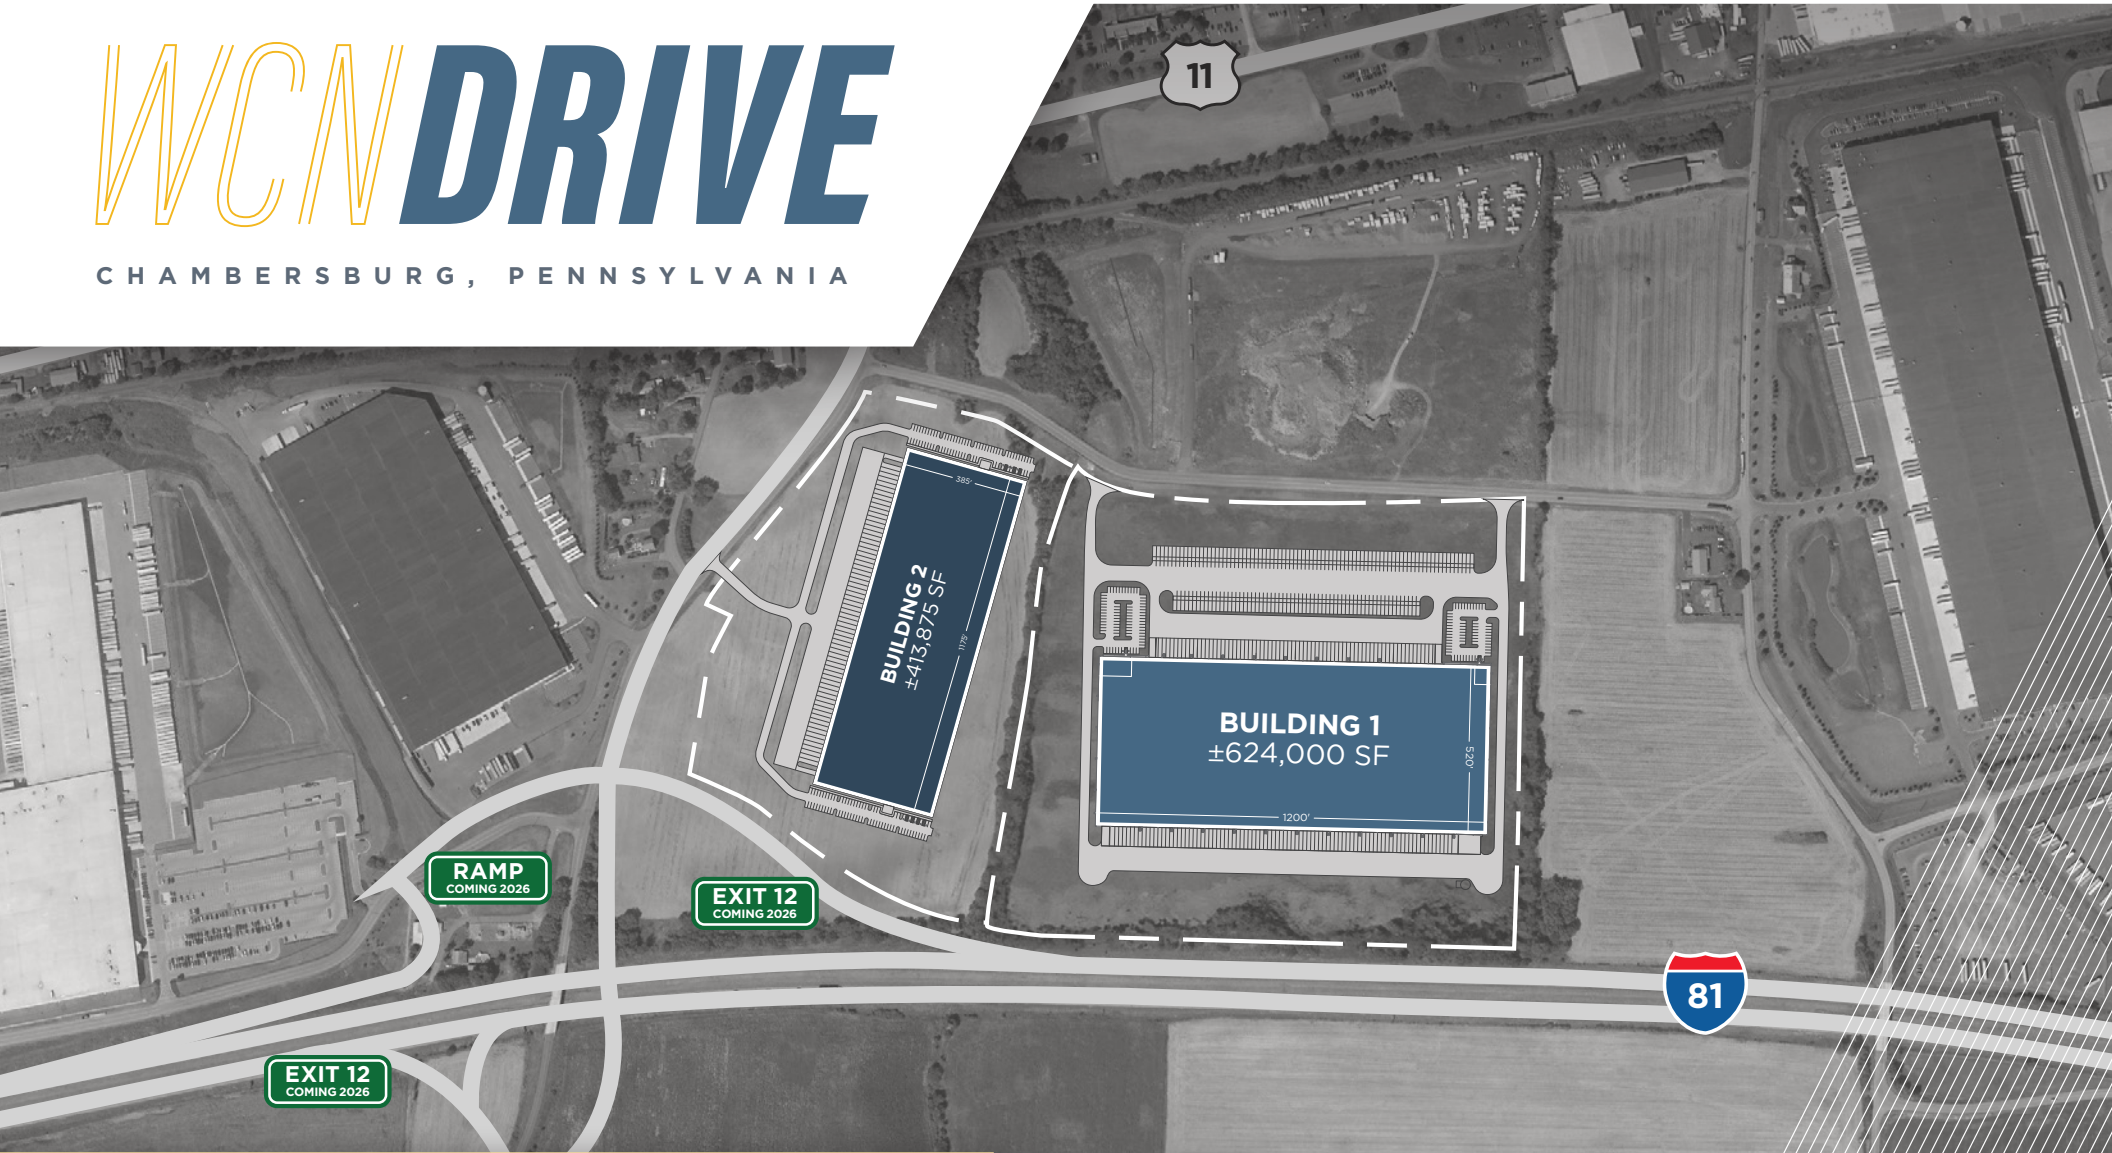 WCN DRIVE
CHAMBERSBURG, PENNSYLVANIA
11
385'
BUILDING 2
±413,875 SF
1175'
BUILDING 1
±624,000 SF
520'
1200'
RAMP
COMING 2026
EXIT 12
COMING 2026
81
EXIT 12
COMING 2026